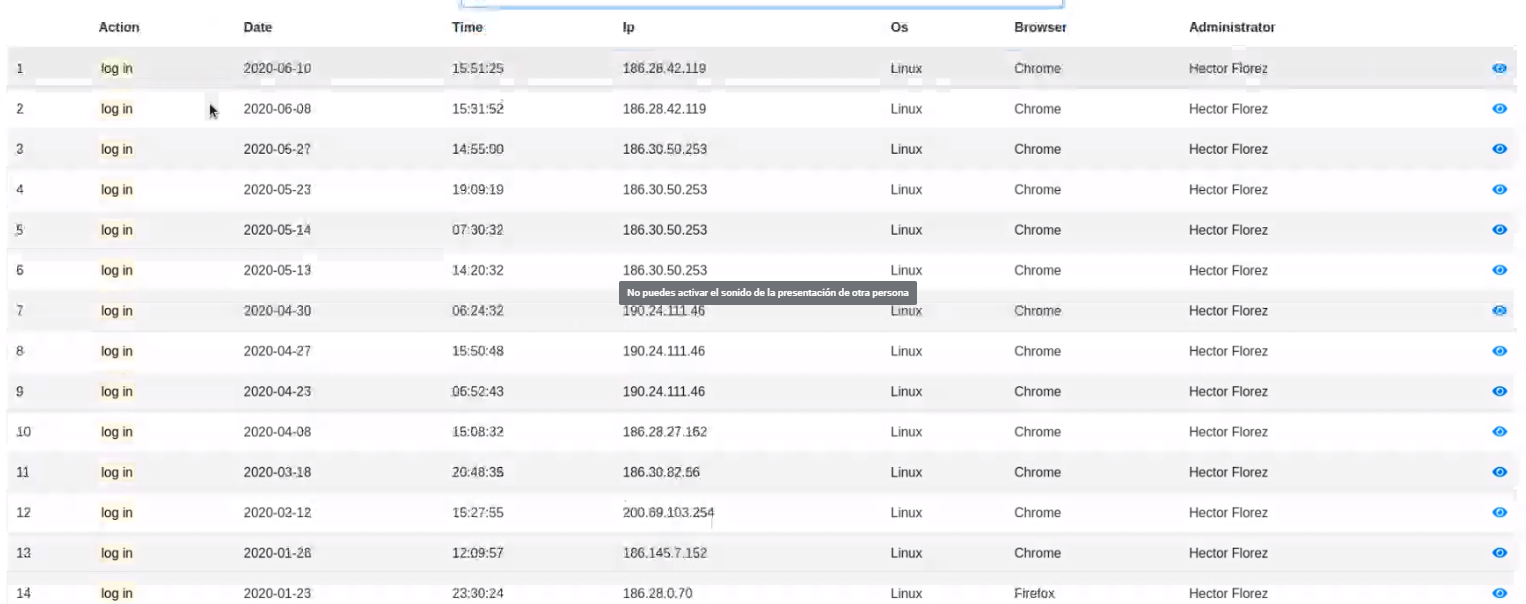 Action Date Time Ip Os Browser Administrator
1 log in 2020-06-10 15:51:25 186.28.42.119 Linux Chrome Hector Florez
2 log in 2020-06-08 15:31:52 186.28.42.119 Linux Chrome Hector Florez
3 log in 2020-05-27 14:55:00 186.30.50.253 Linux Chrome Hector Florez
4 log in 2020-05-23 19:09:19 186.30.50.253 Linux Chrome Hector Florez
5 log in 2020-05-14 07:30:32 186.30.50.253 Linux Chrome Hector Florez
6 log in 2020-05-13 14:20:32 186.30.50.253 Linux Chrome Hector Florez
No puedes activar el sonido de la presentación de otra persona
7 log in 2020-04-30 06:24:32 190.24.111.46 Linux Chrome Hector Florez
8 log in 2020-04-27 15:50:48 190.24.111.46 Linux Chrome Hector Florez
9 log in 2020-04-23 06:52:43 190.24.111.46 Linux Chrome Hector Florez
10 log in 2020-04-08 15:08:32 186.28.27.162 Linux Chrome Hector Florez
11 log in 2020-03-18 20:48:35 186.30.82.56 Linux Chrome Hector Florez
12 log in 2020-02-12 15:27:55 200.69.103.254 Linux Chrome Hector Florez
13 log in 2020-01-28 12:09:57 186.145.7.152 Linux Chrome Hector Florez
14 log in 2020-01-23 23:30:24 186.28.0.70 Linux Firefox Hector Florez